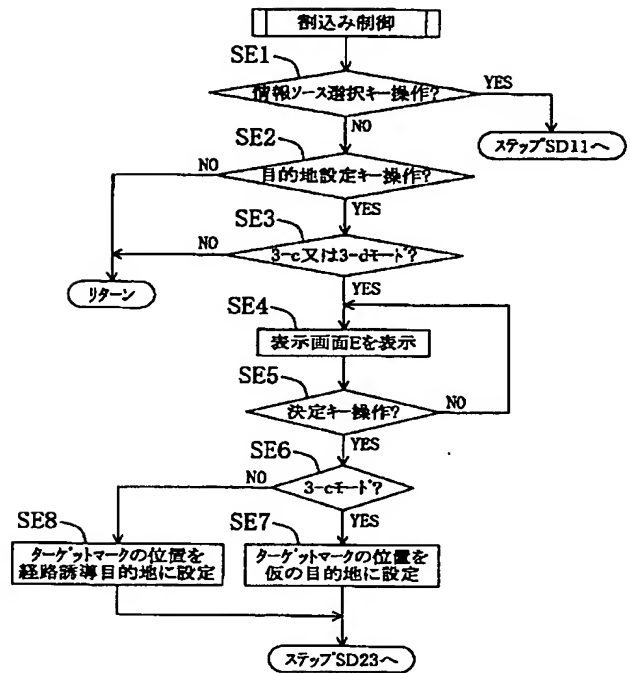 割込み制御
SE1
情報ソース選択キー操作?
YES
NO
ステップSD11へ
SE2
NO
目的地設定キー操作?
YES
SE3
NO
3-c又は3-dモード?
リターン
YES
SE4
表示画面Eを表示
SE5
決定キー操作?
NO
YES
SE6
NO
3-cモード?
YES
SE8
SE7
ターゲットマークの位置を
経路誘導目的地に設定
ターゲットマークの位置を
仮の目的地に設定
ステップSD23へ